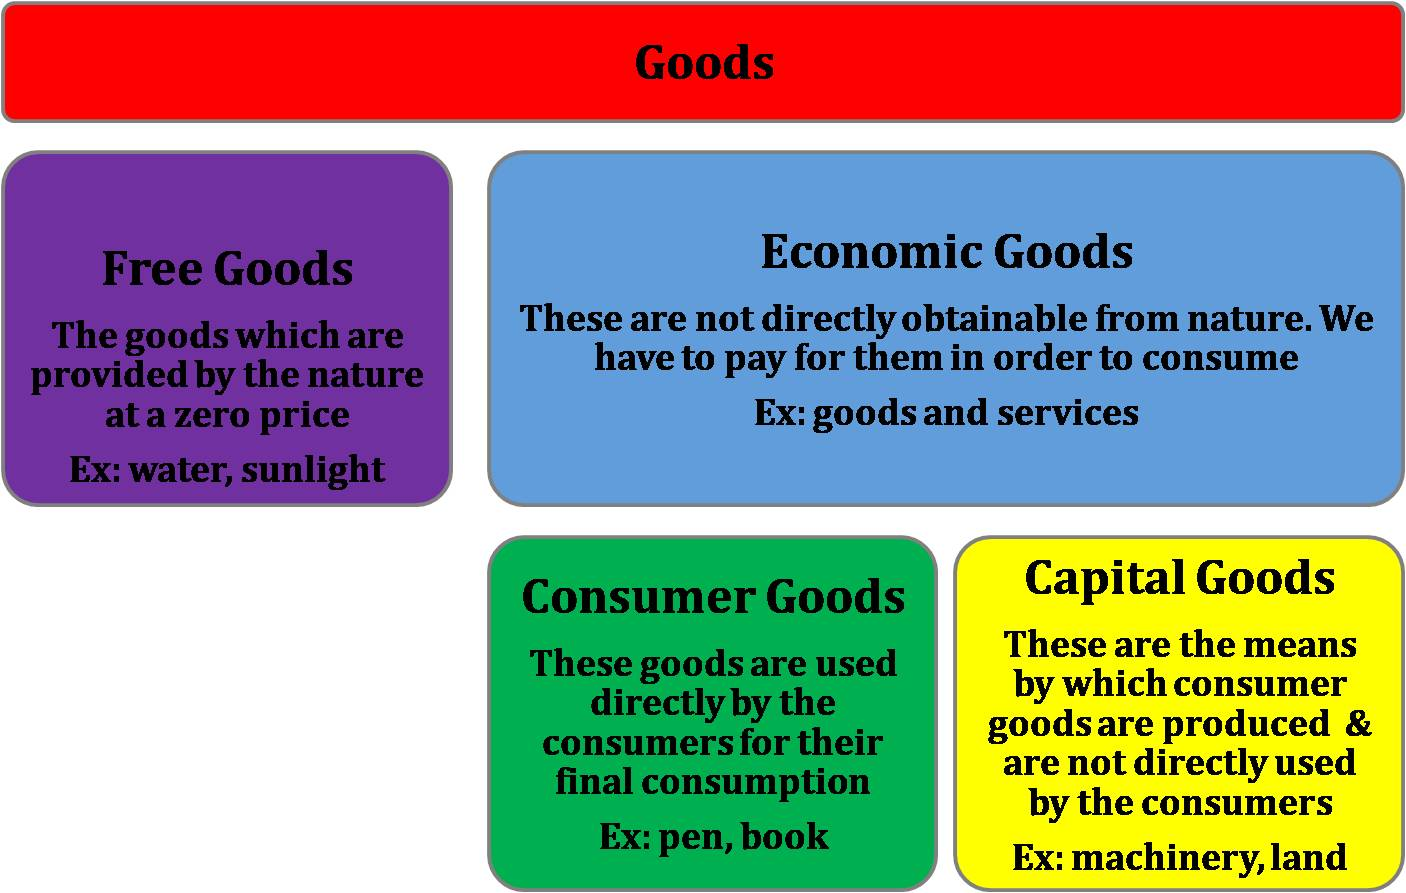 Goods
Free Goods
The goods which are
provided by the nature
at a zero price
Ex: water, sunlight
Economic Goods
These are not directly obtainable from nature. We
have to pay for them in order to consume
Ex: goods and services
Consumer Goods
These goods are used
directly by the
consumers for their
final consumption
Ex: pen, book
Capital Goods
These are the means
by which consumer
goods are produced &
are not directly used
by the consumers
Ex: machinery, land